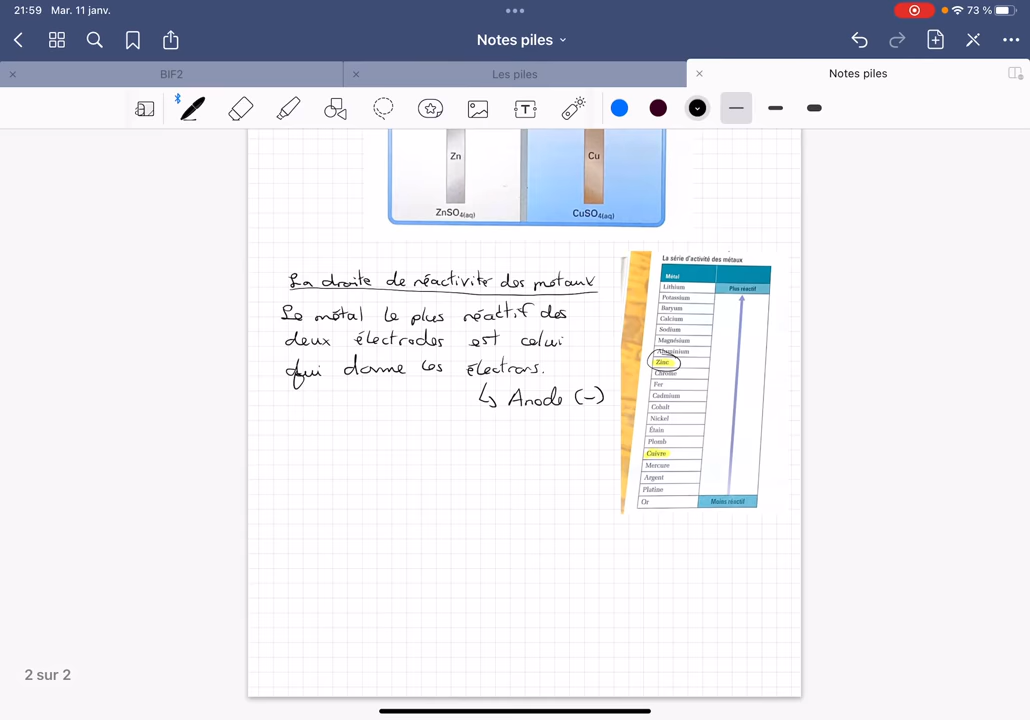 21:59 Mar. 11 janv.
73 %
Notes piles
BIF2
Les piles
Notes piles
Zn
Cu
ZnSO4(aq)
CuSO4(aq)
La droite de réactivité des métaux
Le métal le plus réactif des
deux électrodes est celui
qui donne les électrons.
↳ Anode (-)
La série d'activité des métaux
Métal
Lithium
Plus réactif
Potassium
Baryum
Calcium
Sodium
Magnésium
Aluminium
Zinc
Chrome
Fer
Cadmium
Cobalt
Nickel
Étain
Plomb
Cuivre
Mercure
Argent
Platine
Or
Moins réactif
2 sur 2